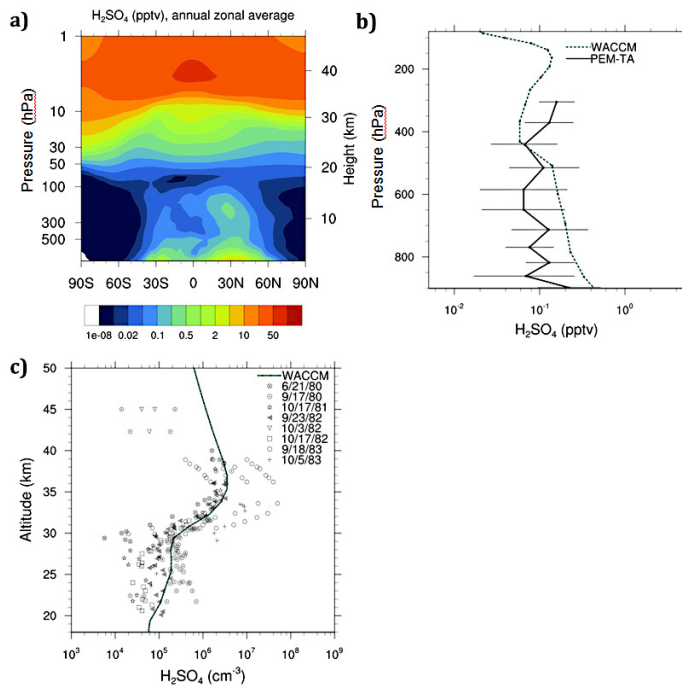 a)
H2SO4 (pptv), annual zonal average
Pressure (hPa)
1
10
30
50
100
300
500
40
30
20
10
Height (km)
90S 60S 30S 0 30N 60N 90N
1e-08 0.02 0.1 0.5 2 10 50
b)
WACCM
PEM-TA
Pressure (hPa)
200
400
600
800
10-2 10-1 100
H2SO4 (pptv)
c)
WACCM
6/21/80
9/17/80
10/17/81
9/23/82
10/3/82
10/17/82
9/18/83
10/5/83
Altitude (km)
50
45
40
35
30
25
20
103 104 105 106 107 108 109
H2SO4 (cm-3)